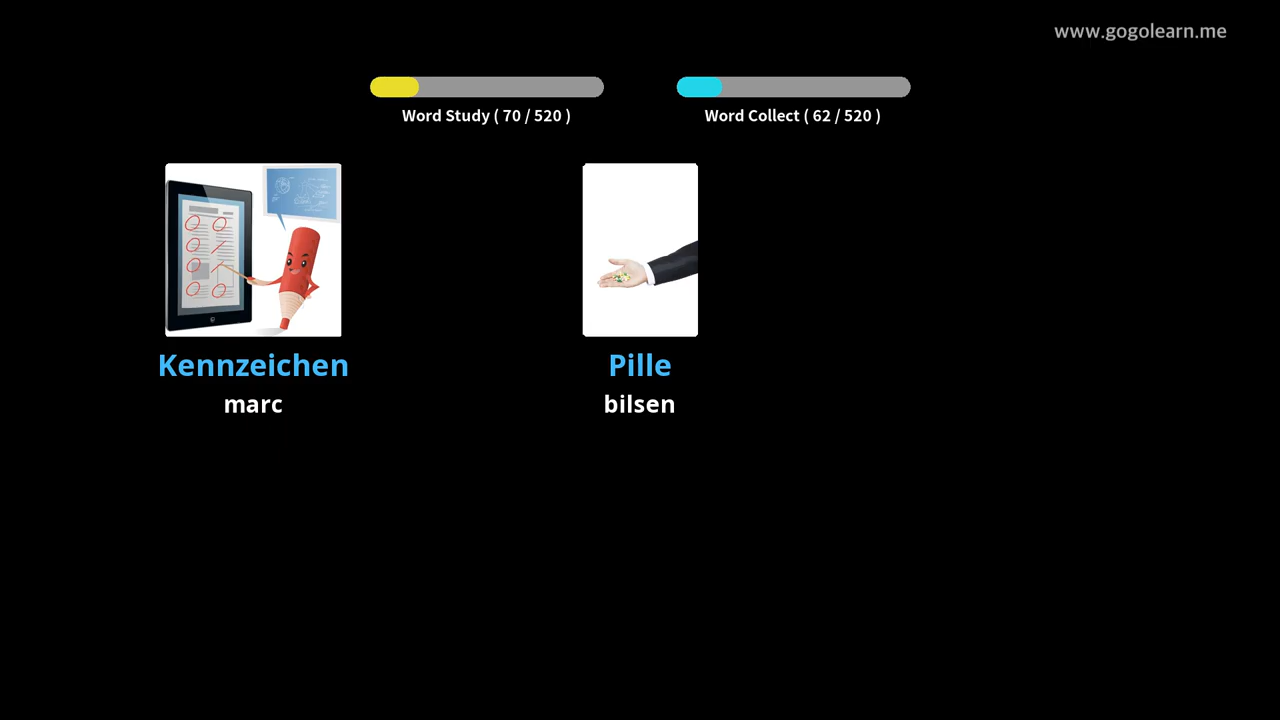 www.gogolearn.me
Word Study ( 70 / 520 )
Word Collect ( 62 / 520 )
Kennzeichen
marc
Pille
bilsen